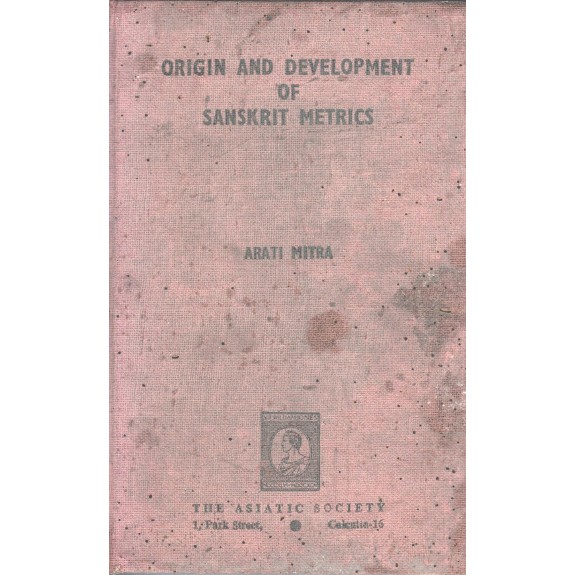 ORIGIN AND DEVELOPMENT
OF
SANSKRIT METRICS
ARATI MITRA
THE ASIATIC SOCIETY
1, Park Street, ● Calcutta-16